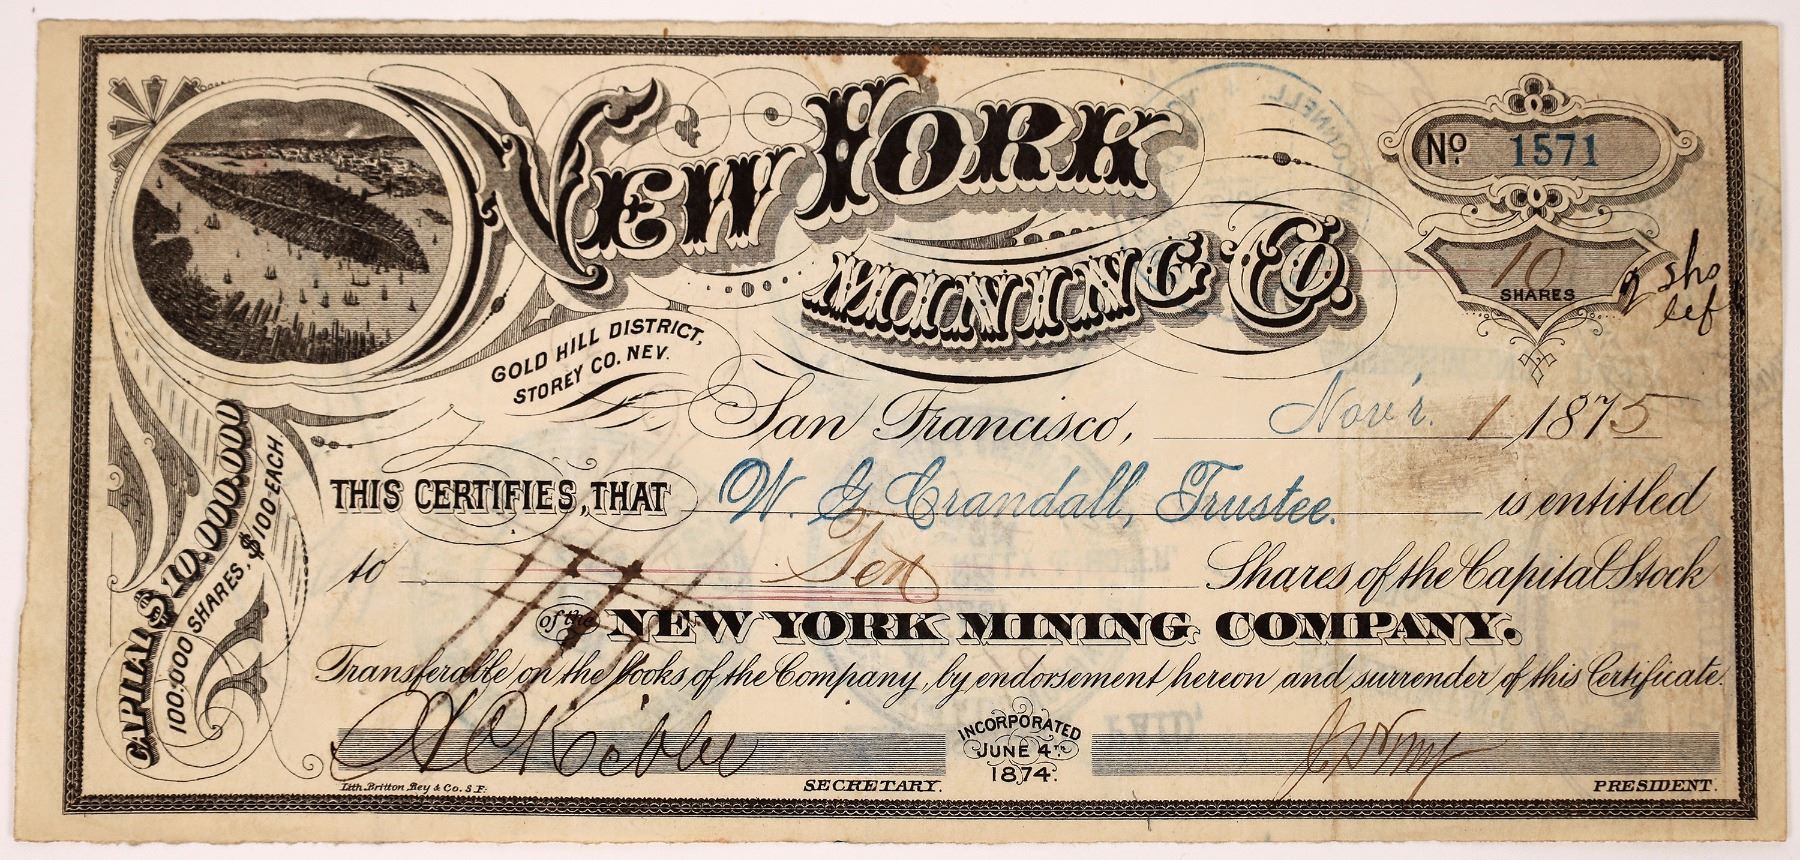 NEW YORK
MINING CO.
No. 1571
10
SHARES
2 shs
lef
GOLD HILL DISTRICT,
STOREY CO. NEV.
CAPITAL $10.000.000
100.000 SHARES, $100 EACH.
San Francisco, Nov'r. 1 1875
THIS CERTIFIES, THAT W. G. Crandall, Trustee. is entitled
to Ten Shares of the Capital Stock
of the NEW YORK MINING COMPANY.
Transferable on the books of the Company, by endorsement hereon and surrender of this Certificate.
INCORPORATED
JUNE 4TH
1874.
Lith. Britton Rey & Co. S.F.
SECRETARY.
PRESIDENT.